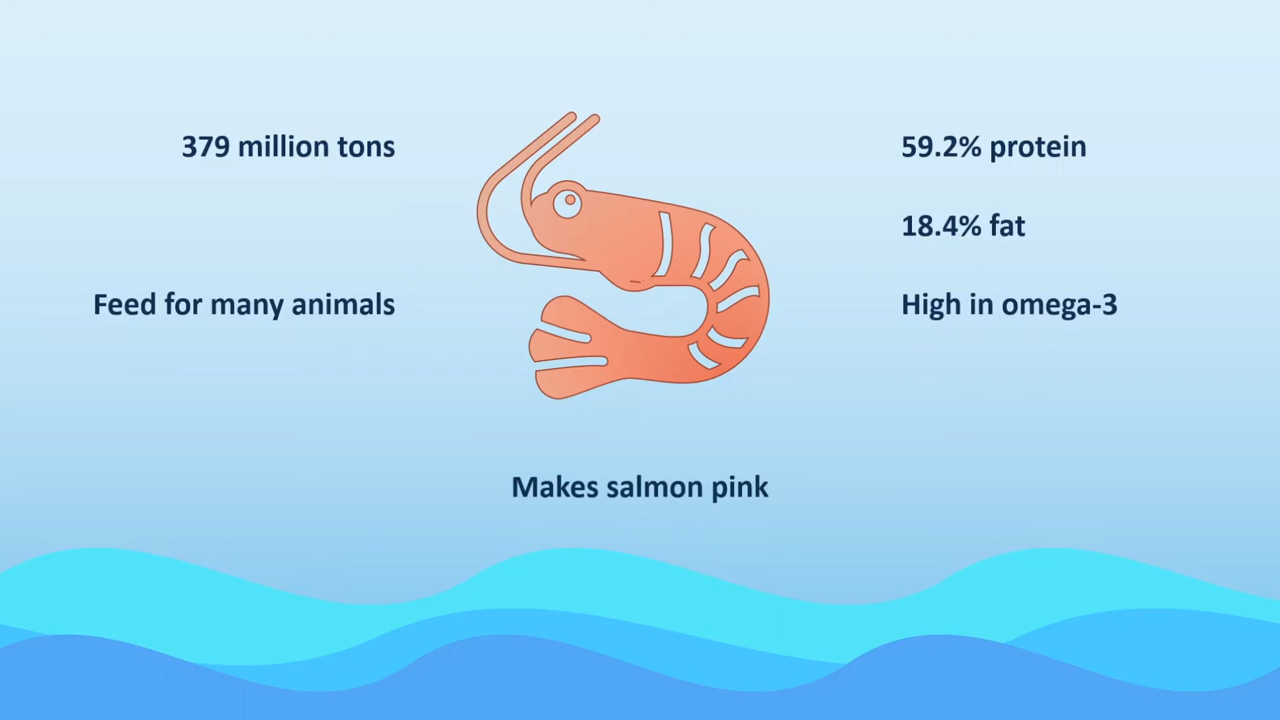 379 million tons
Feed for many animals
59.2% protein
18.4% fat
High in omega-3
Makes salmon pink